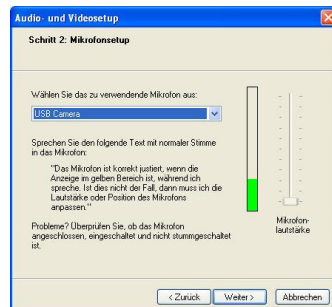 Audio- und Videosetup
Schritt 2: Mikrofonsetup
Wählen Sie das zu verwendende Mikrofon aus:
USB Camera
Sprechen Sie den folgende Text mit normaler Stimme
in das Mikrofon:
"Das Mikrofon ist korrekt justiert, wenn die
Anzeige im gelben Bereich ist, während ich
spreche. Ist dies nicht der Fall, dann muss ich die
Lautstärke oder Position des Mikrofons
anpassen."
Probleme? Überprüfen Sie, ob das Mikrofon
angeschlossen, eingeschaltet und nicht stummgeschaltet
ist.
Mikrofon-
lautstärke
< Zurück Weiter > Abbrechen